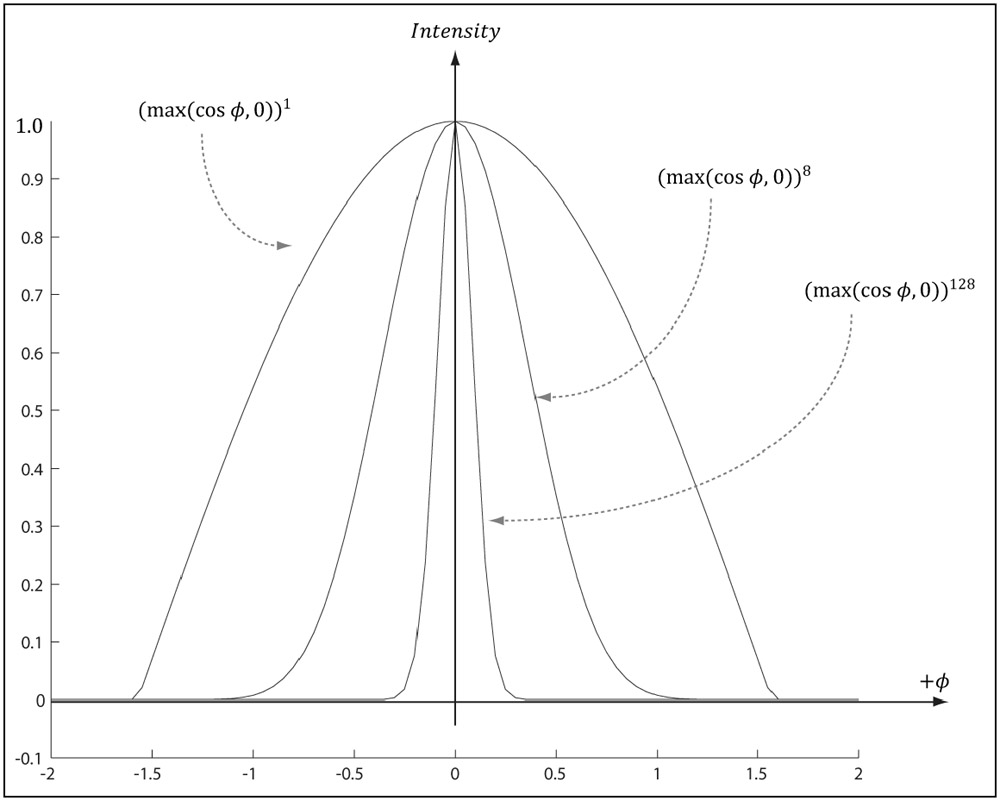 Intensity
(max(cos ϕ, 0))¹
(max(cos ϕ, 0))⁸
(max(cos ϕ, 0))¹²⁸
1.0
0.9
0.8
0.7
0.6
0.5
0.4
0.3
0.2
0.1
0
-0.1
+ϕ
-2 -1.5 -1 -0.5 0 0.5 1 1.5 2